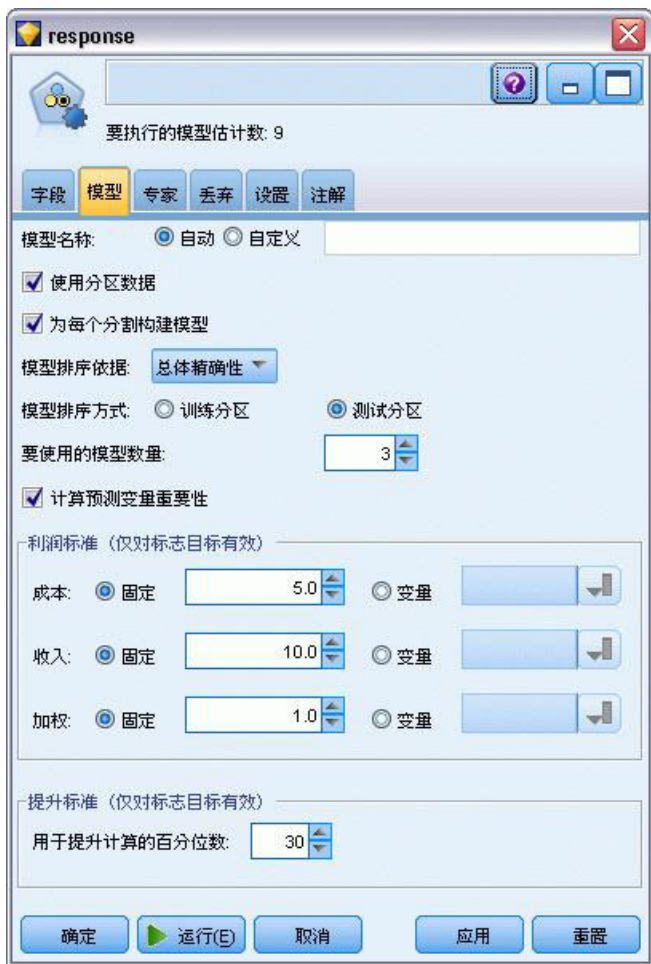 response
要执行的模型估计数: 9
字段 模型 专家 丢弃 设置 注解
模型名称: 自动 自定义
使用分区数据
为每个分割构建模型
模型排序依据: 总体精确性
模型排序方式: 训练分区 测试分区
要使用的模型数量: 3
计算预测变量重要性
利润标准（仅对标志目标有效）
成本: 固定 5.0 变量
收入: 固定 10.0 变量
加权: 固定 1.0 变量
提升标准（仅对标志目标有效）
用于提升计算的百分位数: 30
确定 运行(E) 取消 应用 重置